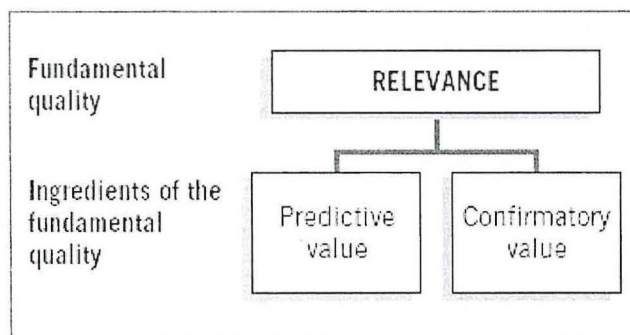 Fundamental
quality
RELEVANCE
Ingredients of the
fundamental
quality
Predictive
value
Confirmatory
value